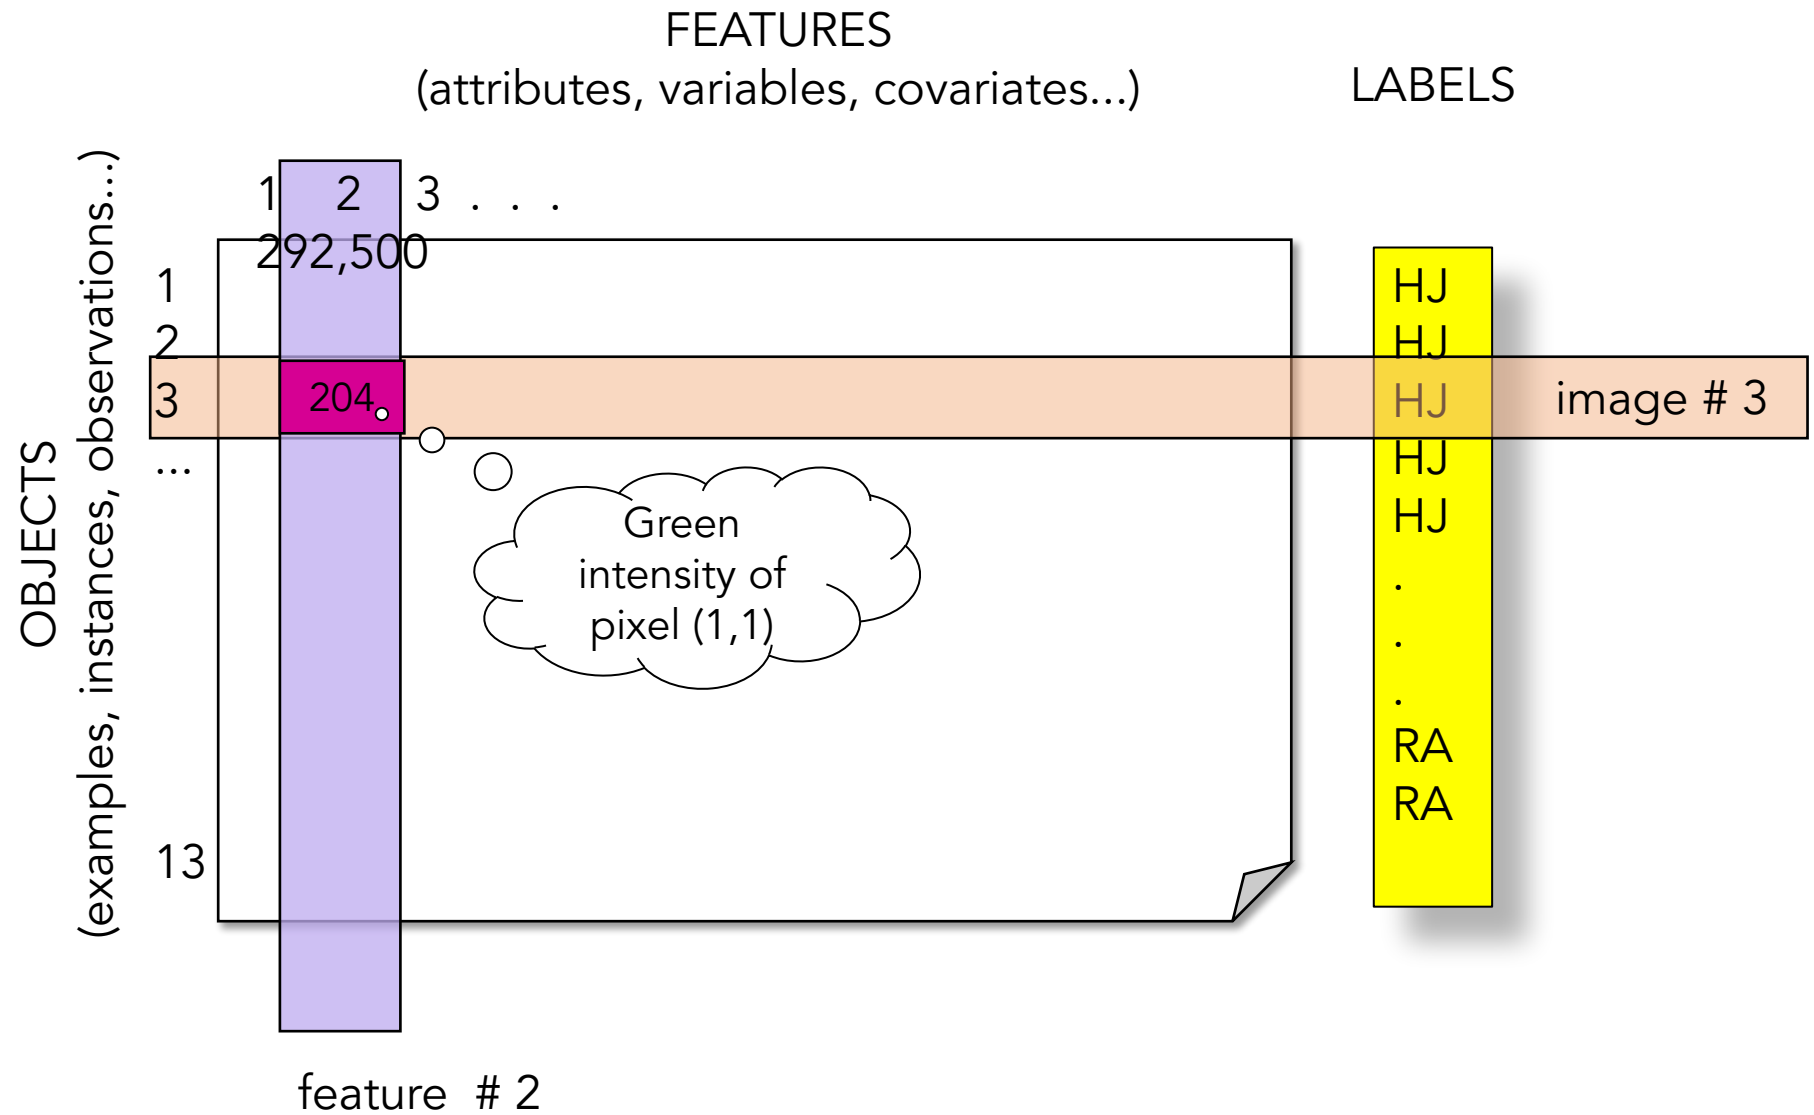 FEATURES
(attributes, variables, covariates...)
LABELS
OBJECTS
(examples, instances, observations...)
1 2 3 . . .
292,500
1
2
3
...
13
204
Green
intensity of
pixel (1,1)
HJ
HJ
HJ
HJ
HJ
.
.
.
RA
RA
image # 3
feature # 2